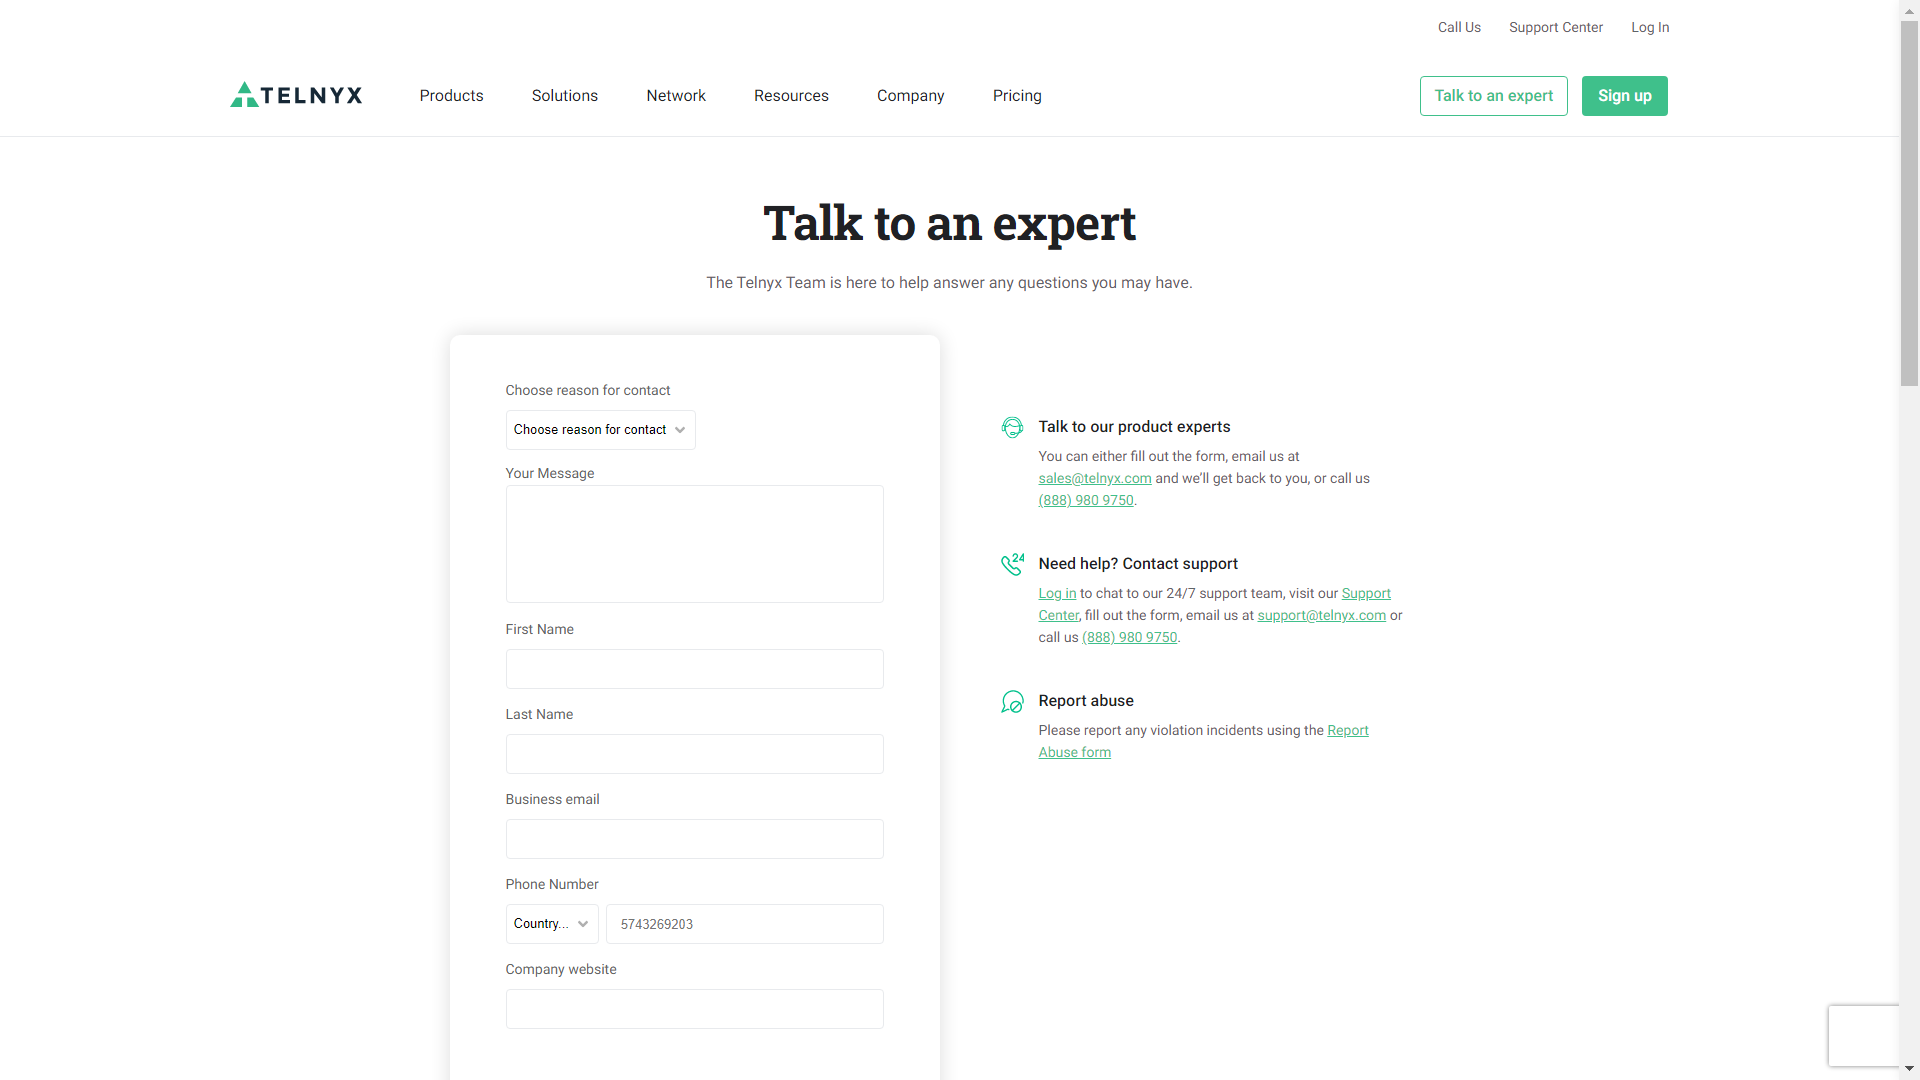 Call Us Support Center Log In
TELNYX Products Solutions Network Resources Company Pricing Talk to an expert Sign up
Talk to an expert
The Telnyx Team is here to help answer any questions you may have.
Choose reason for contact
Choose reason for contact
Your Message
First Name
Last Name
Business email
Phone Number
Country... 5743269203
Company website
Talk to our product experts
You can either fill out the form, email us at
sales@telnyx.com and we’ll get back to you, or call us
(888) 980 9750.
24
Need help? Contact support
Log in to chat to our 24/7 support team, visit our Support
Center, fill out the form, email us at support@telnyx.com or
call us (888) 980 9750.
Report abuse
Please report any violation incidents using the Report
Abuse form